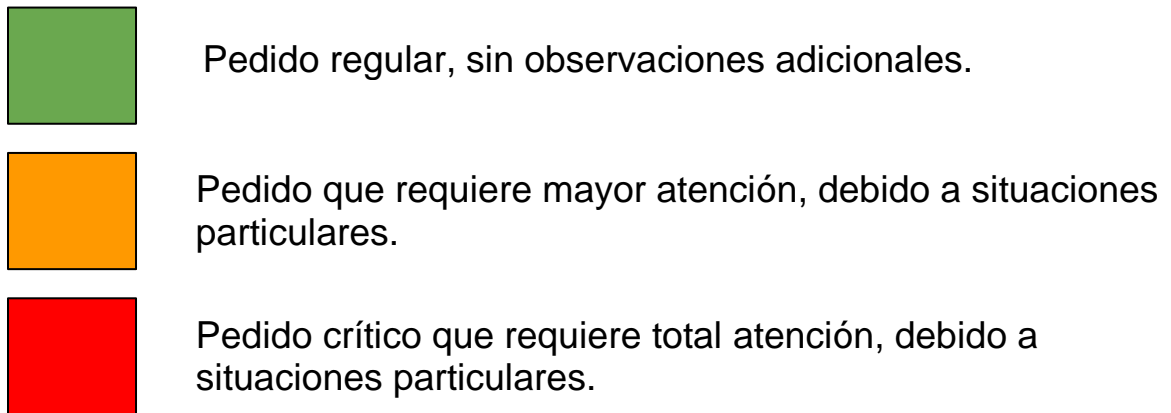 Pedido regular, sin observaciones adicionales.
Pedido que requiere mayor atención, debido a situaciones
particulares.
Pedido crítico que requiere total atención, debido a
situaciones particulares.